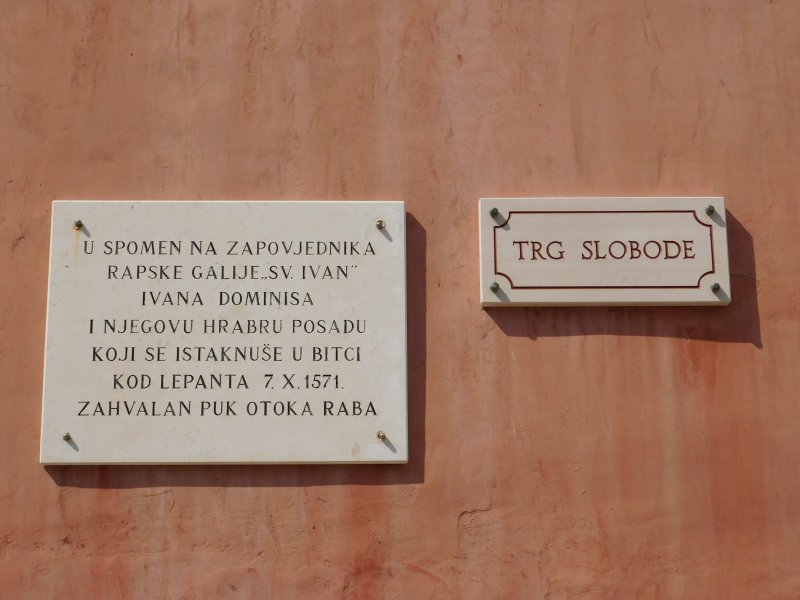 U SPOMEN NA ZAPOVJEDNIKA
RAPSKE GALIJE„SV. IVAN"
IVANA DOMINISA
I NJEGOVU HRABRU POSADU
KOJI SE ISTAKNUŠE U BITCI
KOD LEPANTA 7. X. 1571.
ZAHVALAN PUK OTOKA RABA
TRG SLOBODE